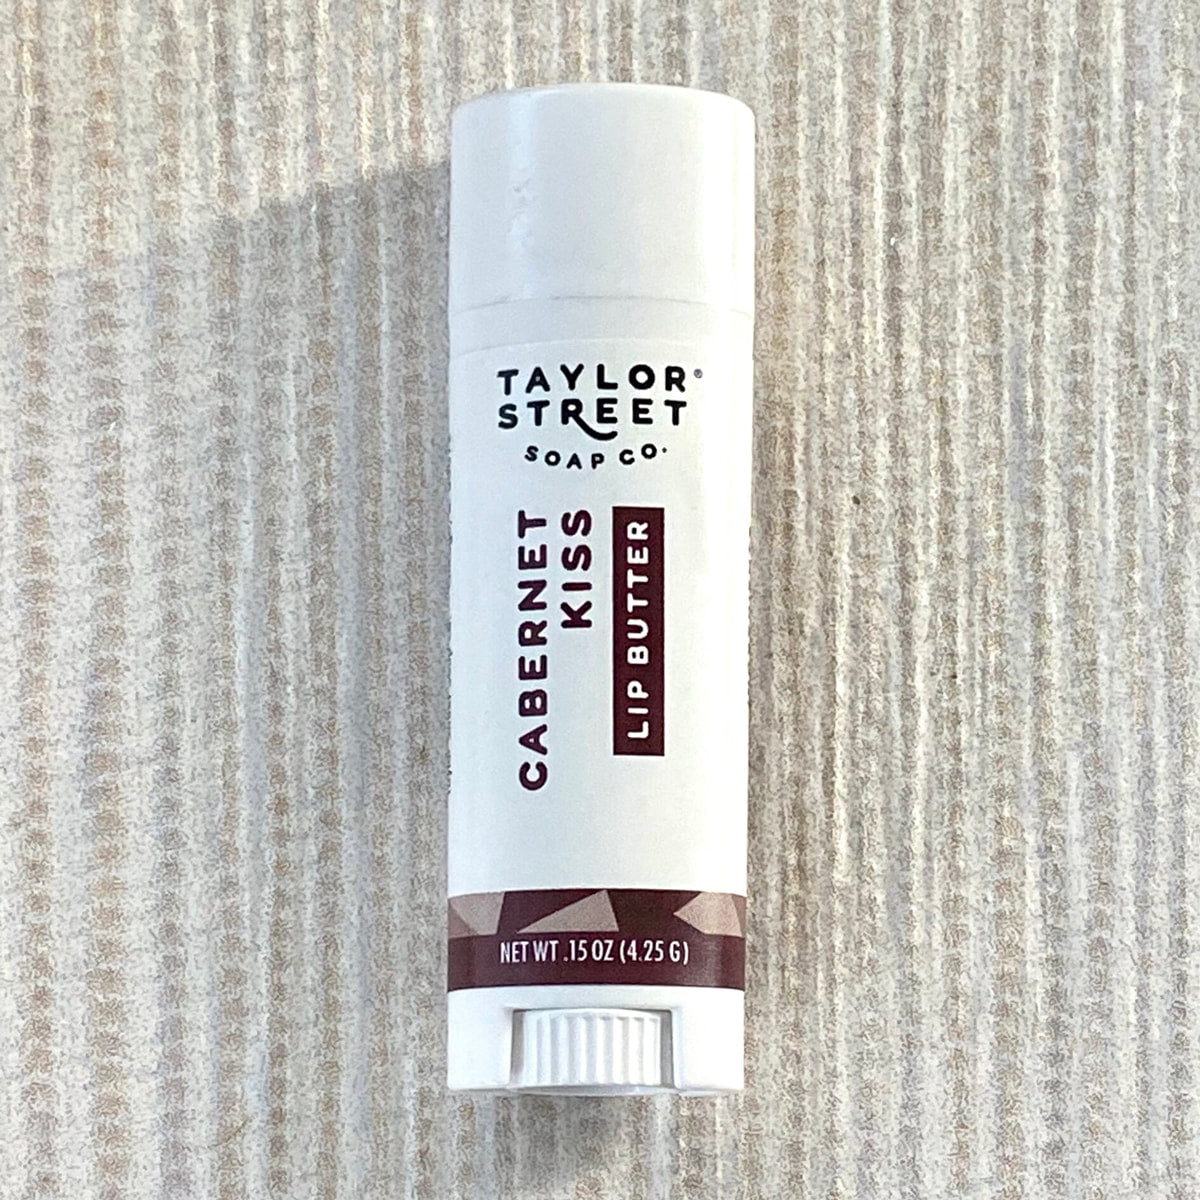 TAYLOR®
STREET
SOAP CO.
CABERNET
KISS
LIP BUTTER
NET WT .15 OZ (4.25 G)